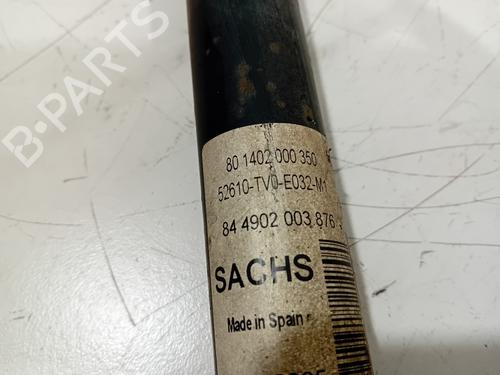 B-PARTS
80 1402 000 350
52610-TV0-E032-M1
84 4902 003 876
SACHS
Made in Spain